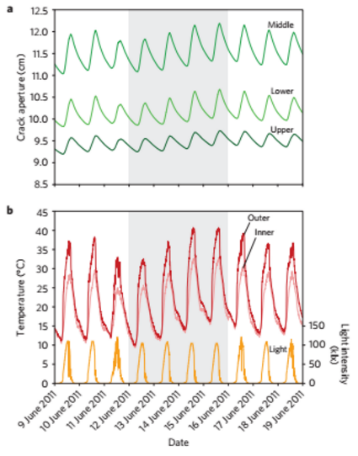 a
12.5
12.0
11.5
11.0
10.5
10.0
9.5
9.0
8.5
Crack aperture (cm)
Middle
Lower
Upper
b
45
40
35
30
25
20
15
10
5
0
Temperature (°C)
Outer
Inner
Light
150
100
50
0
Light intensity
(klx)
9 June 2011
10 June 2011
11 June 2011
12 June 2011
13 June 2011
14 June 2011
15 June 2011
16 June 2011
17 June 2011
18 June 2011
19 June 2011
Date